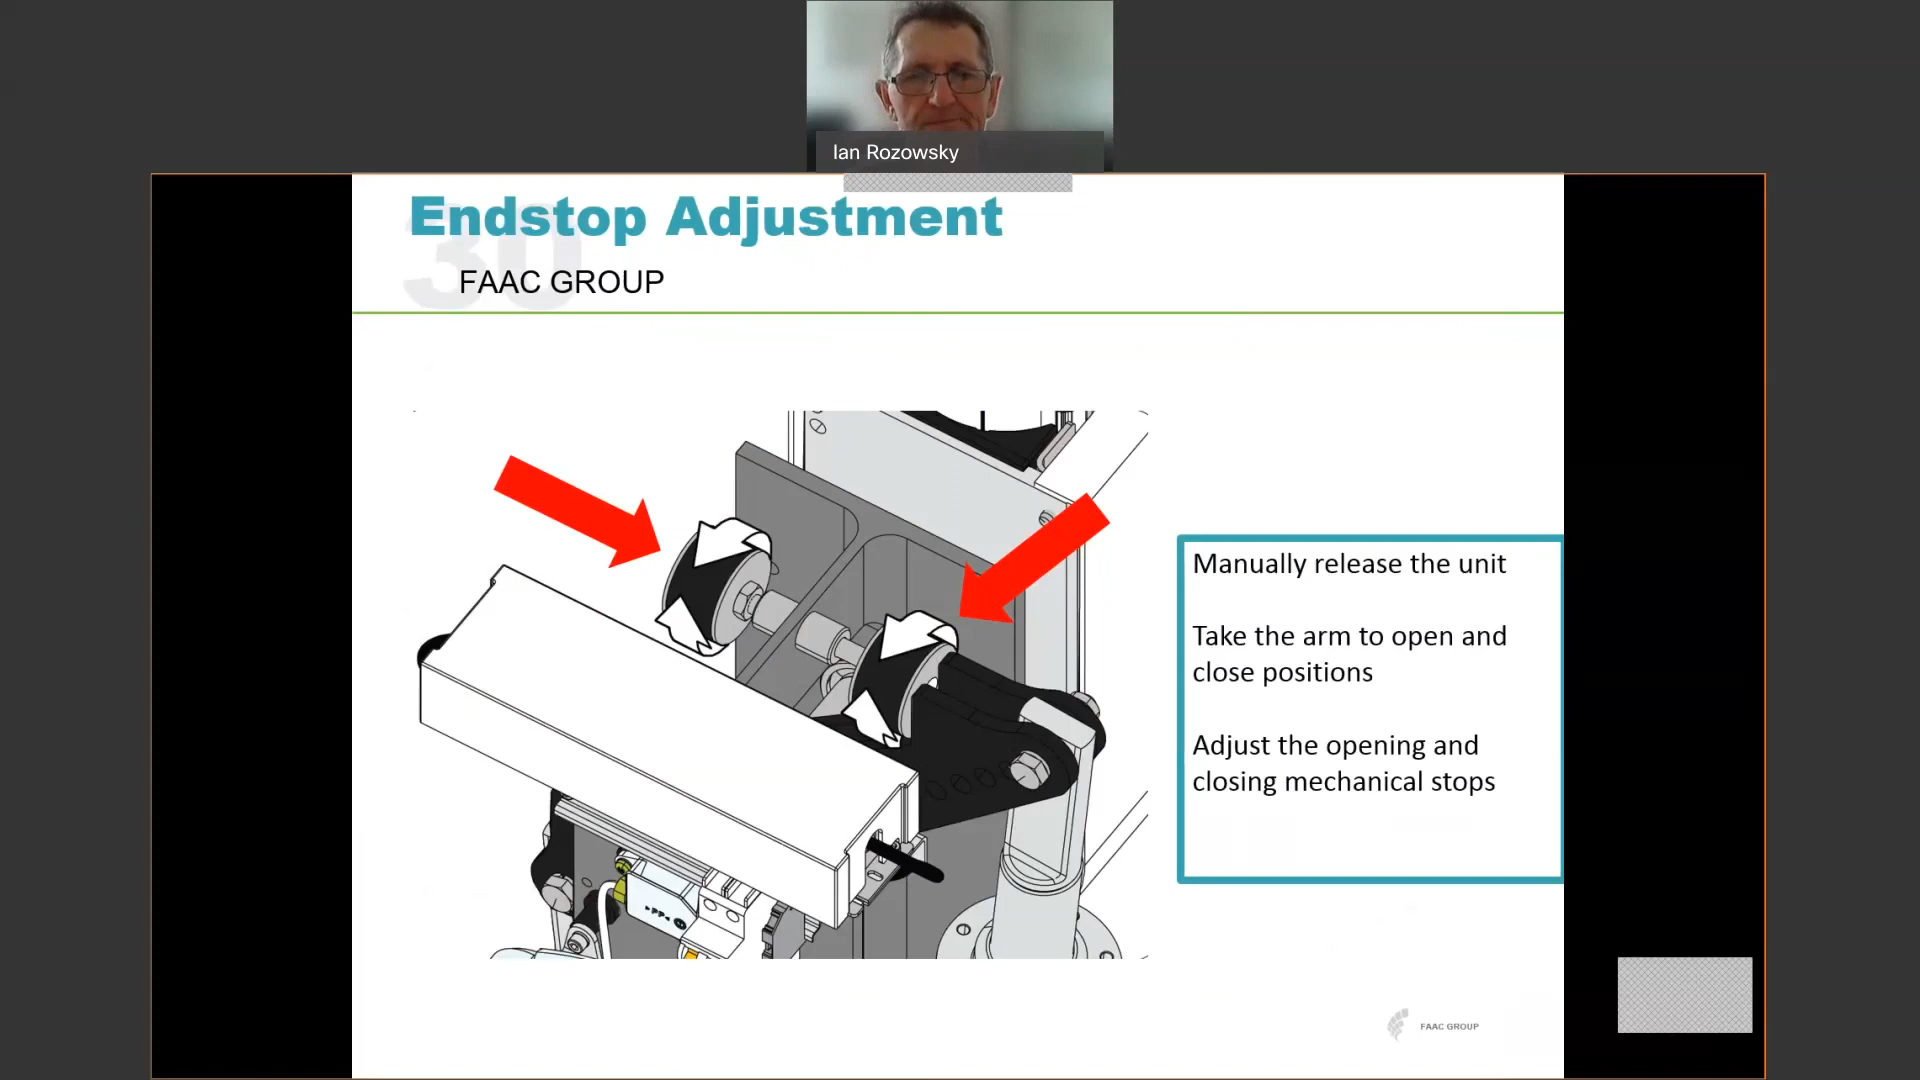 Ian Rozowsky
30
Endstop Adjustment
FAAC GROUP
Manually release the unit
Take the arm to open and
close positions
Adjust the opening and
closing mechanical stops
FAAC GROUP